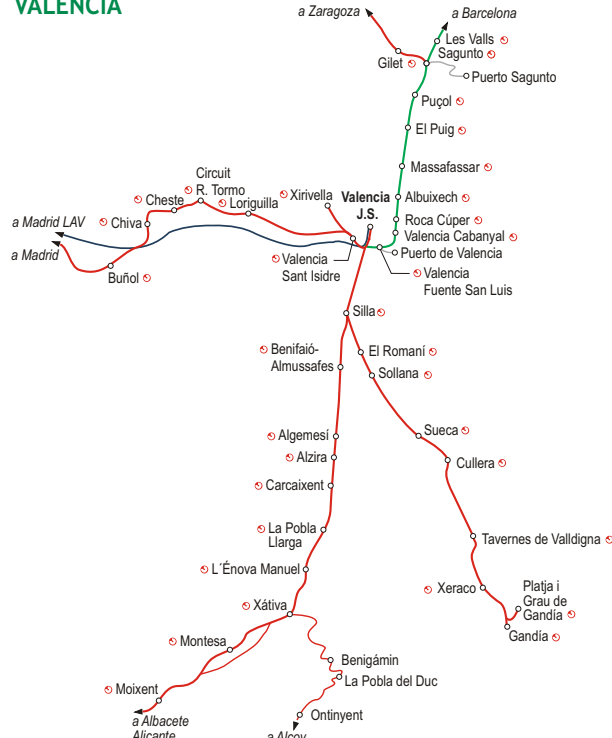 VALENCIA
a Zaragoza
a Barcelona
Les Valls
Sagunto
Gilet
Puerto Sagunto
Puçol
El Puig
Massafassar
Circuit
R. Tormo
Cheste
Loriguilla
Xirivella
Valencia
J.S.
Albuixech
a Madrid LAV
Chiva
Roca Cúper
Valencia Cabanyal
a Madrid
Puerto de Valencia
Buñol
Valencia
Sant Isidre
Valencia
Fuente San Luis
Silla
Benifaió-
Almussafes
El Romaní
Sollana
Algemesí
Sueca
Alzira
Cullera
Carcaixent
La Pobla
Llarga
Tavernes de Valldigna
L´Énova Manuel
Xeraco
Platja i
Grau de
Gandía
Xátiva
Gandía
Montesa
Benigámin
La Pobla del Duc
Moixent
Ontinyent
a Albacete
Alicante
a Alcoy